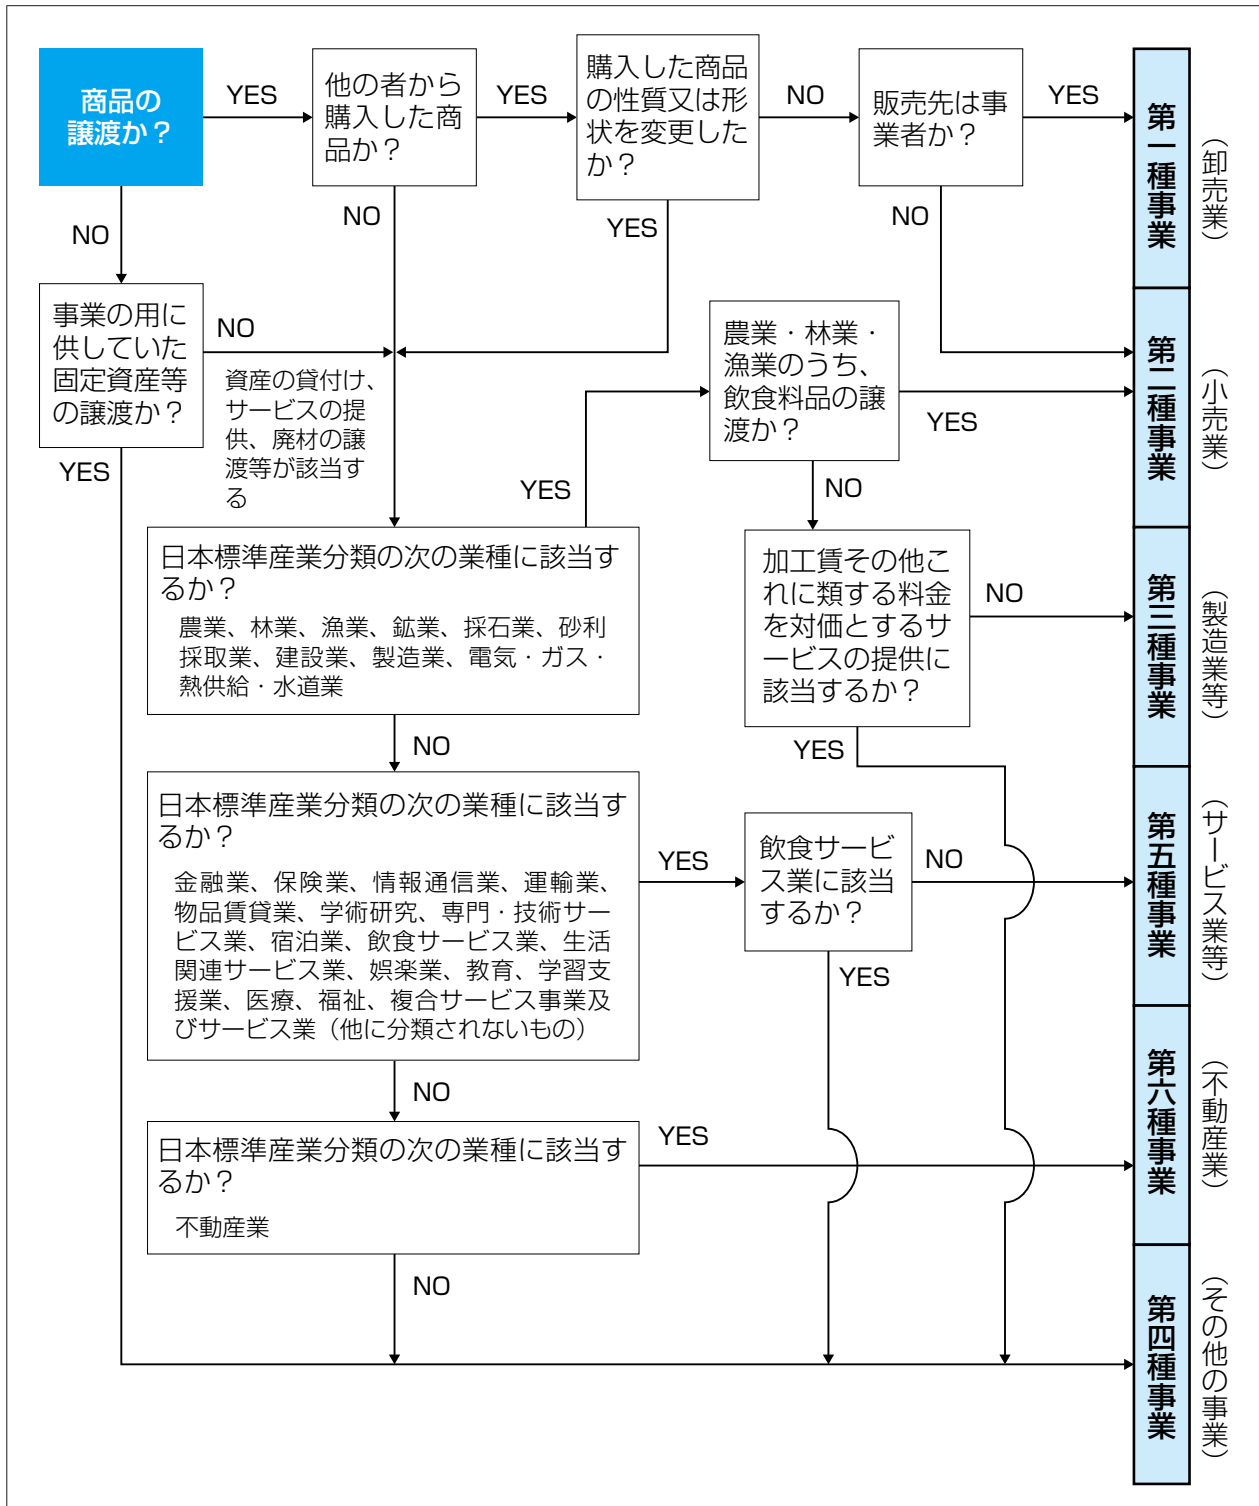 商品の
譲渡か？
YES
他の者から
購入した商
品か？
YES
購入した商品
の性質又は形
状を変更した
か？
NO
販売先は事
業者か？
YES
第一種事業
（卸売業）
NO
NO
YES
NO
事業の用に
供していた
固定資産等
の譲渡か？
NO
資産の貸付け、
サービスの提
供、廃材の譲
渡等が該当す
る
農業・林業・
漁業のうち、
飲食料品の譲
渡か？
YES
第二種事業
（小売業）
YES
YES
NO
日本標準産業分類の次の業種に該当す
るか？
農業、林業、漁業、鉱業、採石業、砂利
採取業、建設業、製造業、電気・ガス・
熱供給・水道業
加工賃その他こ
れに類する料金
を対価とするサ
ービスの提供に
該当するか？
NO
第三種事業
（製造業等）
NO
YES
日本標準産業分類の次の業種に該当す
るか？
金融業、保険業、情報通信業、運輸業、
物品賃貸業、学術研究、専門・技術サー
ビス業、宿泊業、飲食サービス業、生活
関連サービス業、娯楽業、教育、学習支
援業、医療、福祉、複合サービス事業及
びサービス業（他に分類されないもの）
YES
飲食サービ
ス業に該当
するか？
NO
第五種事業
（サービス業等）
YES
NO
日本標準産業分類の次の業種に該当す
るか？
不動産業
YES
第六種事業
（不動産業）
NO
第四種事業
（その他の事業）